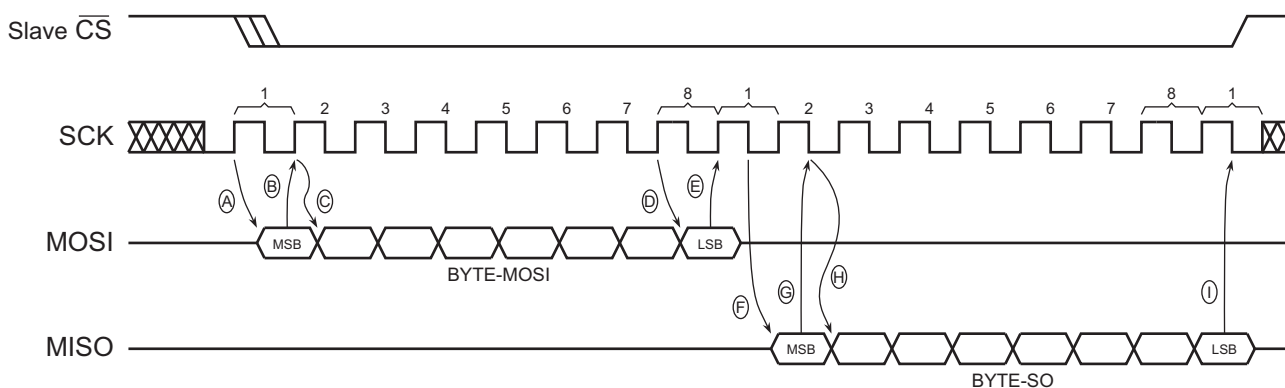 Slave CS
1 2 3 4 5 6 7 8 1 2 3 4 5 6 7 8 1
SCK
A B C D E
MOSI MSB LSB
BYTE-MOSI
F G H I
MISO MSB LSB
BYTE-SO